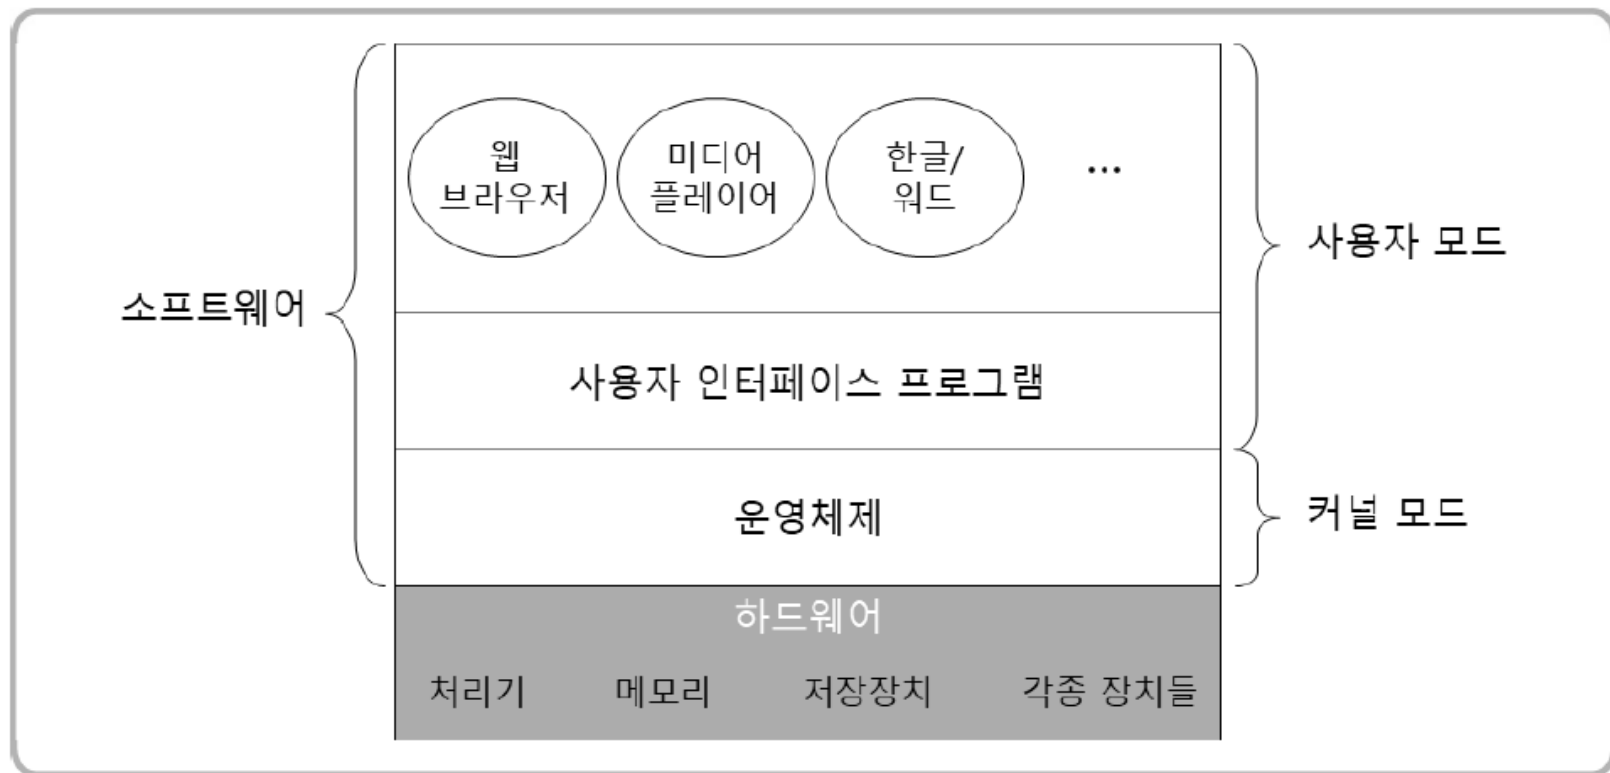 웹
브라우저
미디어
플레이어
한글/
워드
...
사용자 모드
소프트웨어
사용자 인터페이스 프로그램
운영체제
커널 모드
하드웨어
처리기 메모리 저장장치 각종 장치들